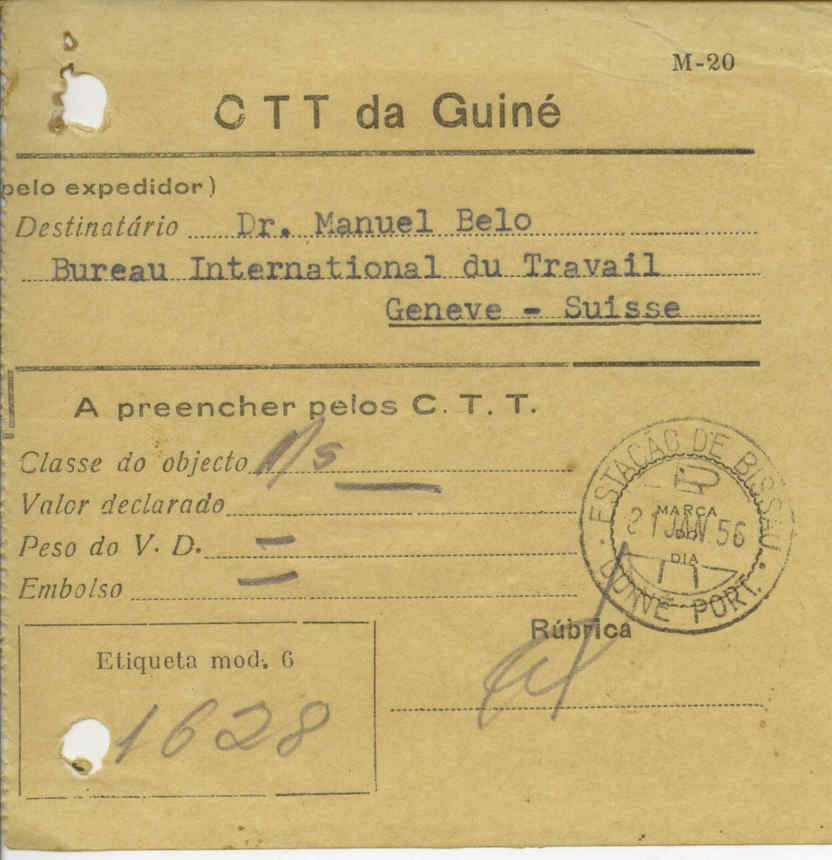 M-20
CTT da Guiné
pelo expedidor)
Destinatário Dr. Manuel Belo
Bureau International du Travail
Geneve - Suisse
A preencher pelos C. T. T.
Classe do objecto
Valor declarado
Peso do V. D. -
Embolso -
ESTAÇÃO DE BISSAU
MARCA
DO
DIA
21 JAN 56
GUINÉ PORT.
Rúbrica
Etiqueta mod. 6
1628